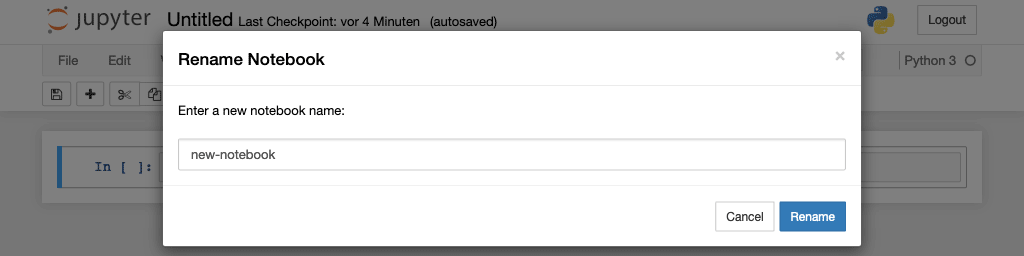 jupyter Untitled Last Checkpoint: vor 4 Minuten (autosaved) Logout
File Edit Python 3
Rename Notebook ×
Enter a new notebook name:
In [ ]:
new-notebook
Cancel Rename